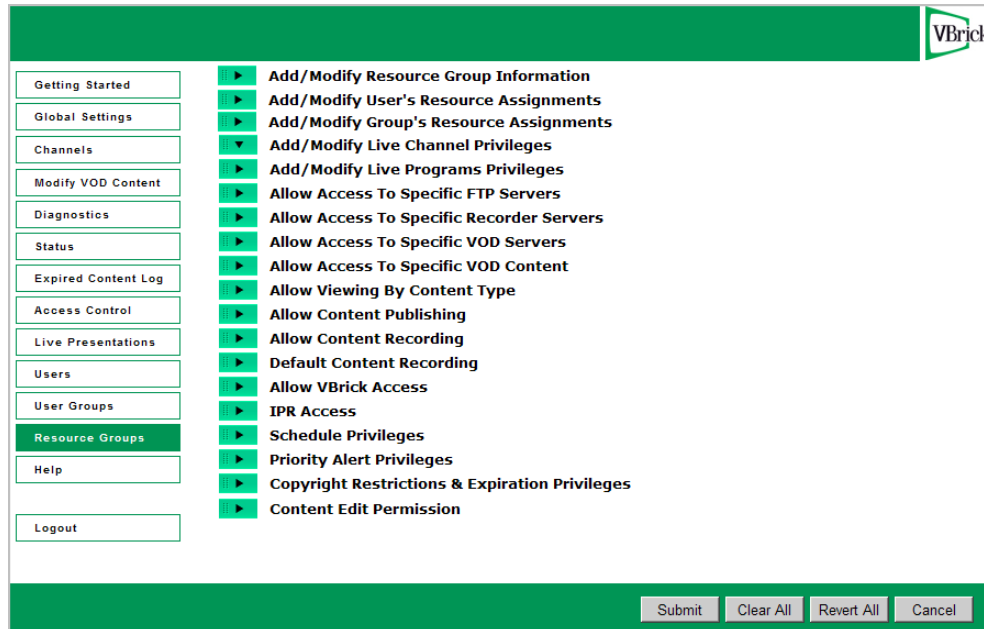 VBrick
Getting Started
Global Settings
Channels
Modify VOD Content
Diagnostics
Status
Expired Content Log
Access Control
Live Presentations
Users
User Groups
Resource Groups
Help
Logout
Add/Modify Resource Group Information
Add/Modify User's Resource Assignments
Add/Modify Group's Resource Assignments
Add/Modify Live Channel Privileges
Add/Modify Live Programs Privileges
Allow Access To Specific FTP Servers
Allow Access To Specific Recorder Servers
Allow Access To Specific VOD Servers
Allow Access To Specific VOD Content
Allow Viewing By Content Type
Allow Content Publishing
Allow Content Recording
Default Content Recording
Allow VBrick Access
IPR Access
Schedule Privileges
Priority Alert Privileges
Copyright Restrictions & Expiration Privileges
Content Edit Permission
Submit Clear All Revert All Cancel